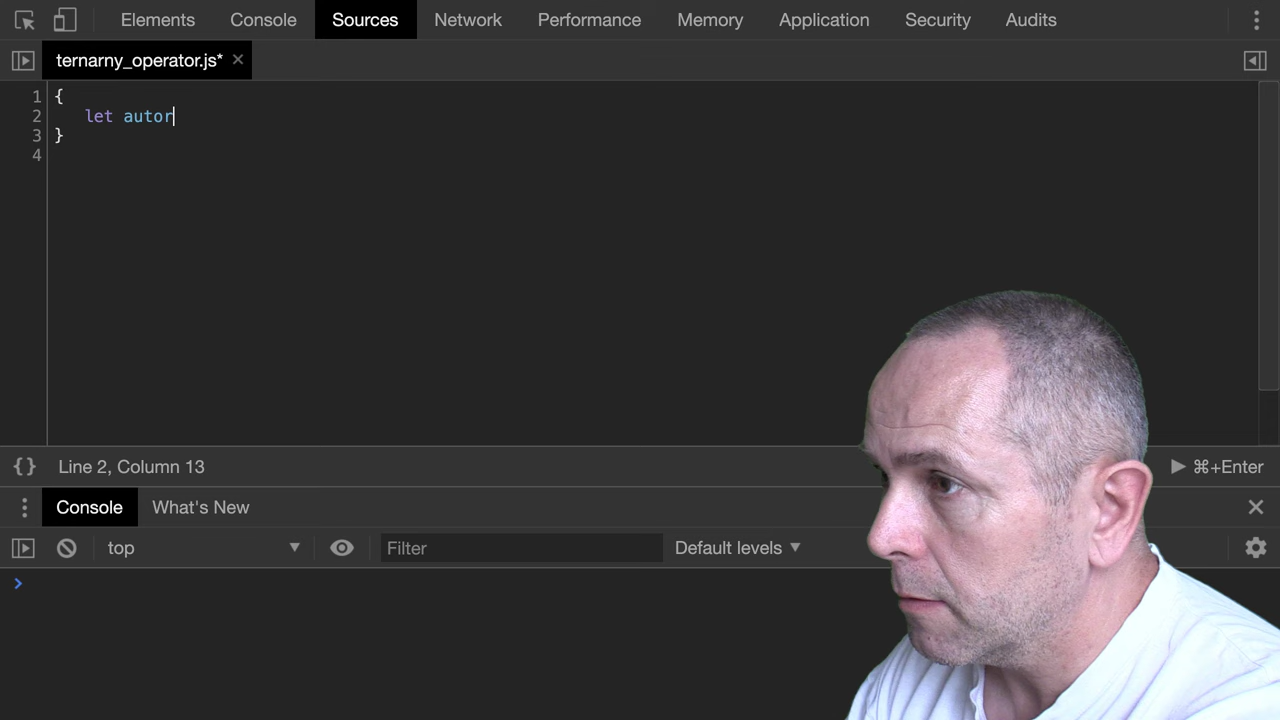 Elements Console Sources Network Performance Memory Application Security Audits
ternarny_operator.js* ×
1 {
2 let autor
3 }
4
{} Line 2, Column 13 ⌘+Enter
Console What's New
top Filter Default levels